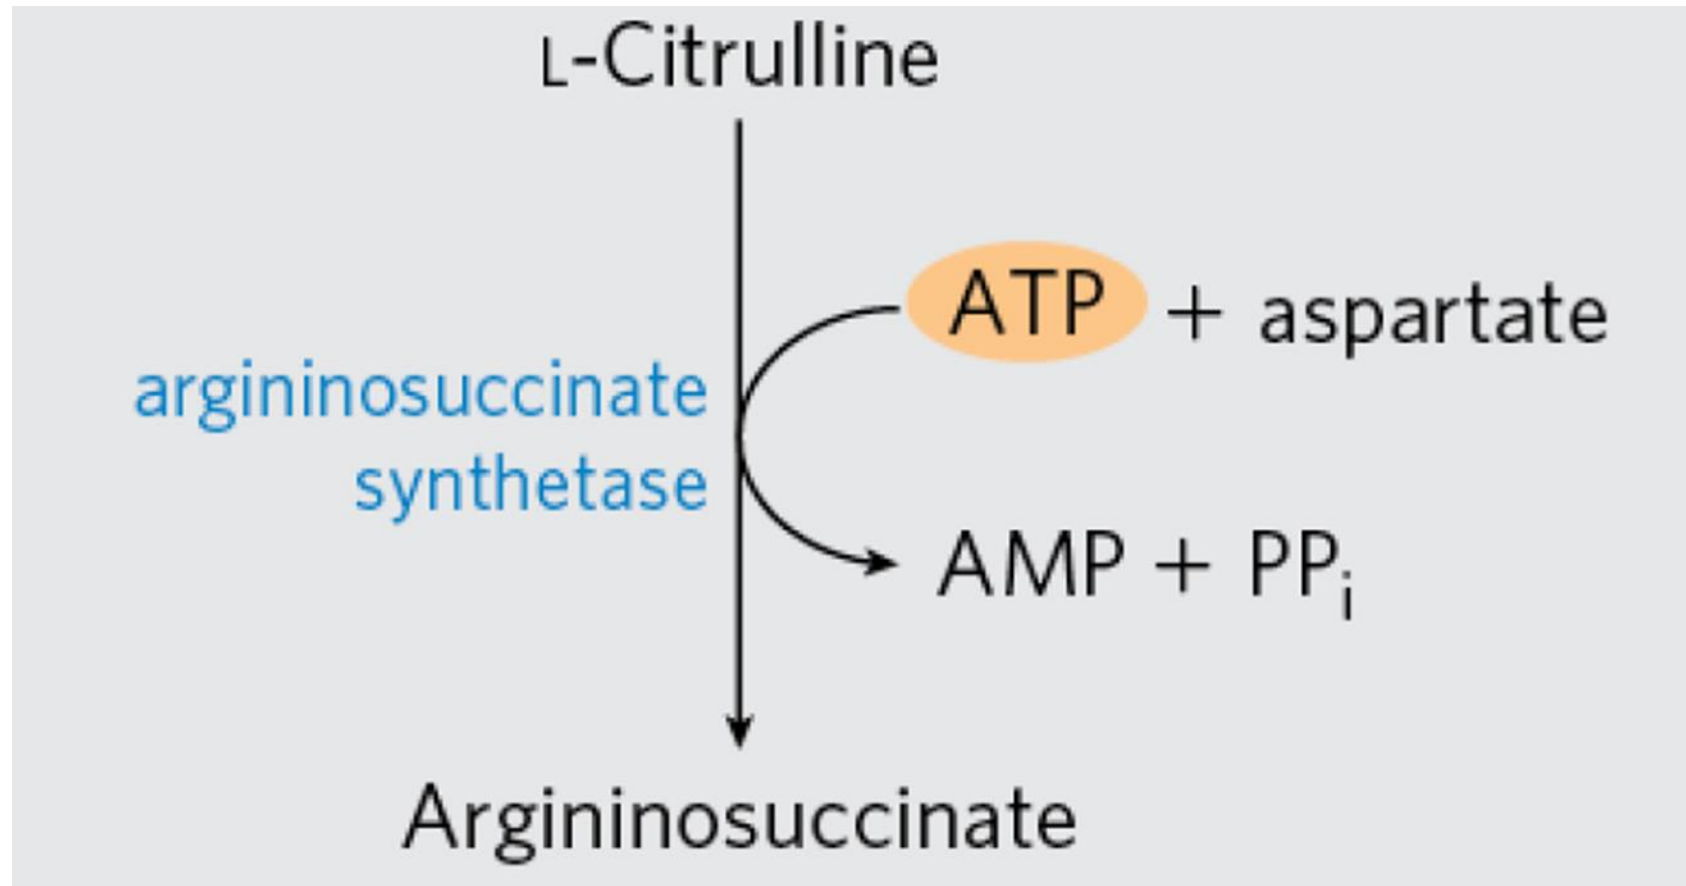 L-Citrulline
ATP + aspartate
argininosuccinate
synthetase
AMP + PPi
Argininosuccinate